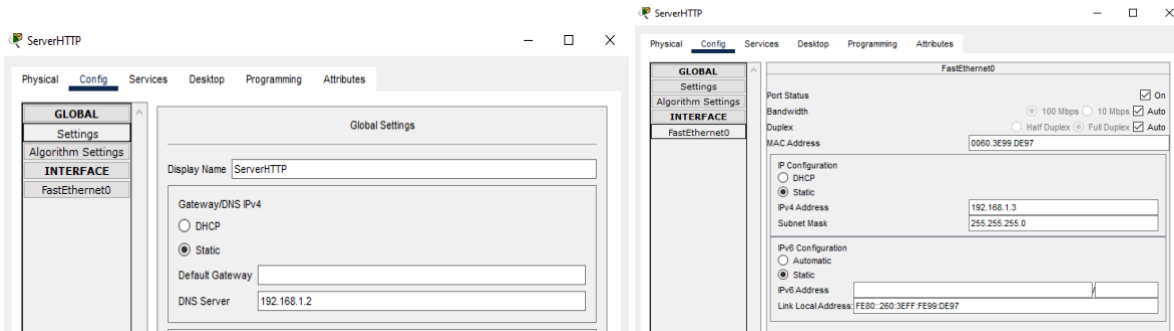 ServerHTTP
Physical Config Services Desktop Programming Attributes
GLOBAL
Settings
Algorithm Settings
INTERFACE
FastEthernet0
Global Settings
Display Name ServerHTTP
Gateway/DNS IPv4
DHCP
Static
Default Gateway
DNS Server 192.168.1.2
ServerHTTP
Physical Config Services Desktop Programming Attributes
GLOBAL
Settings
Algorithm Settings
INTERFACE
FastEthernet0
FastEthernet0
Port Status On
Bandwidth 100 Mbps 10 Mbps Auto
Duplex Half Duplex Full Duplex Auto
MAC Address 0060.3E99.DE97
IP Configuration
DHCP
Static
IPv4 Address 192.168.1.3
Subnet Mask 255.255.255.0
IPv6 Configuration
Automatic
Static
IPv6 Address /
Link Local Address: FE80::260:3EFF:FE99:DE97